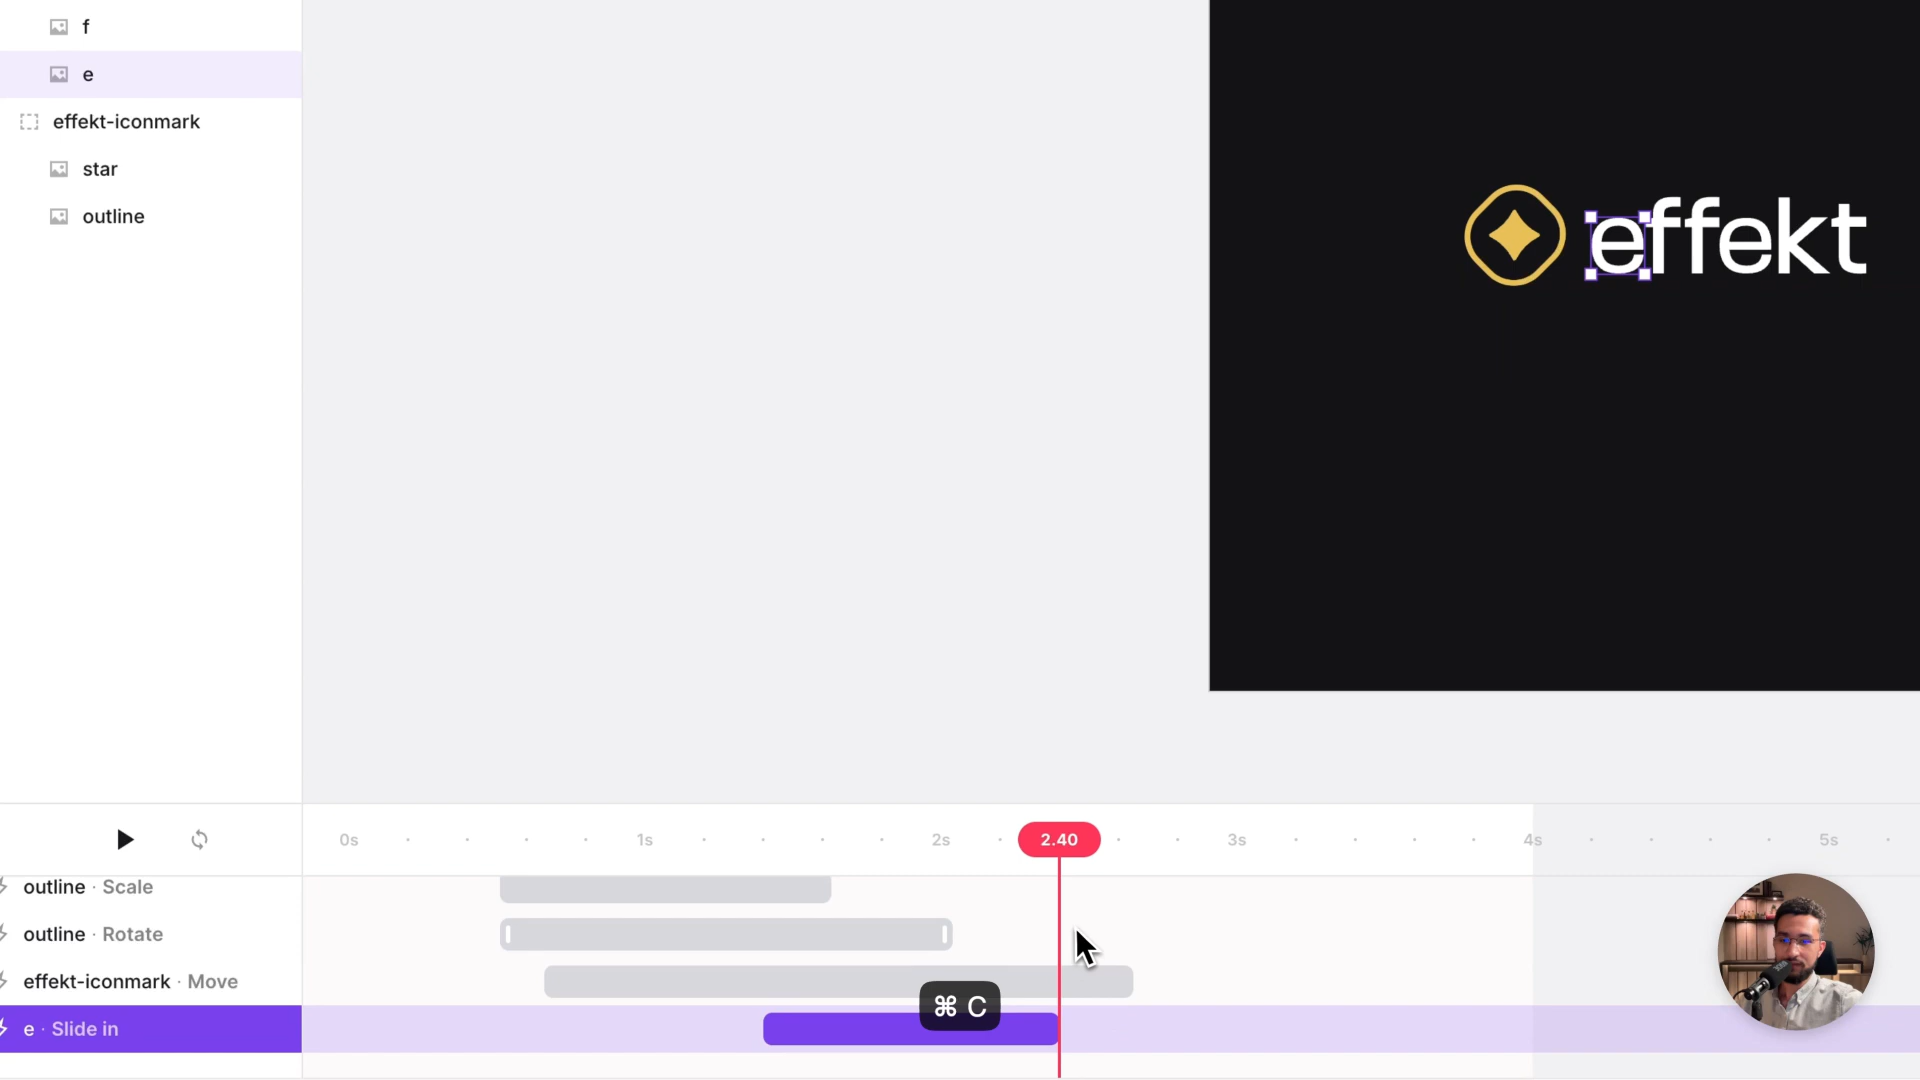 f
e
effekt-iconmark
star
outline
effekt
0s
1s
2s
2.40
3s
4s
5s
outline · Scale
outline · Rotate
effekt-iconmark · Move
⌘ C
e · Slide in